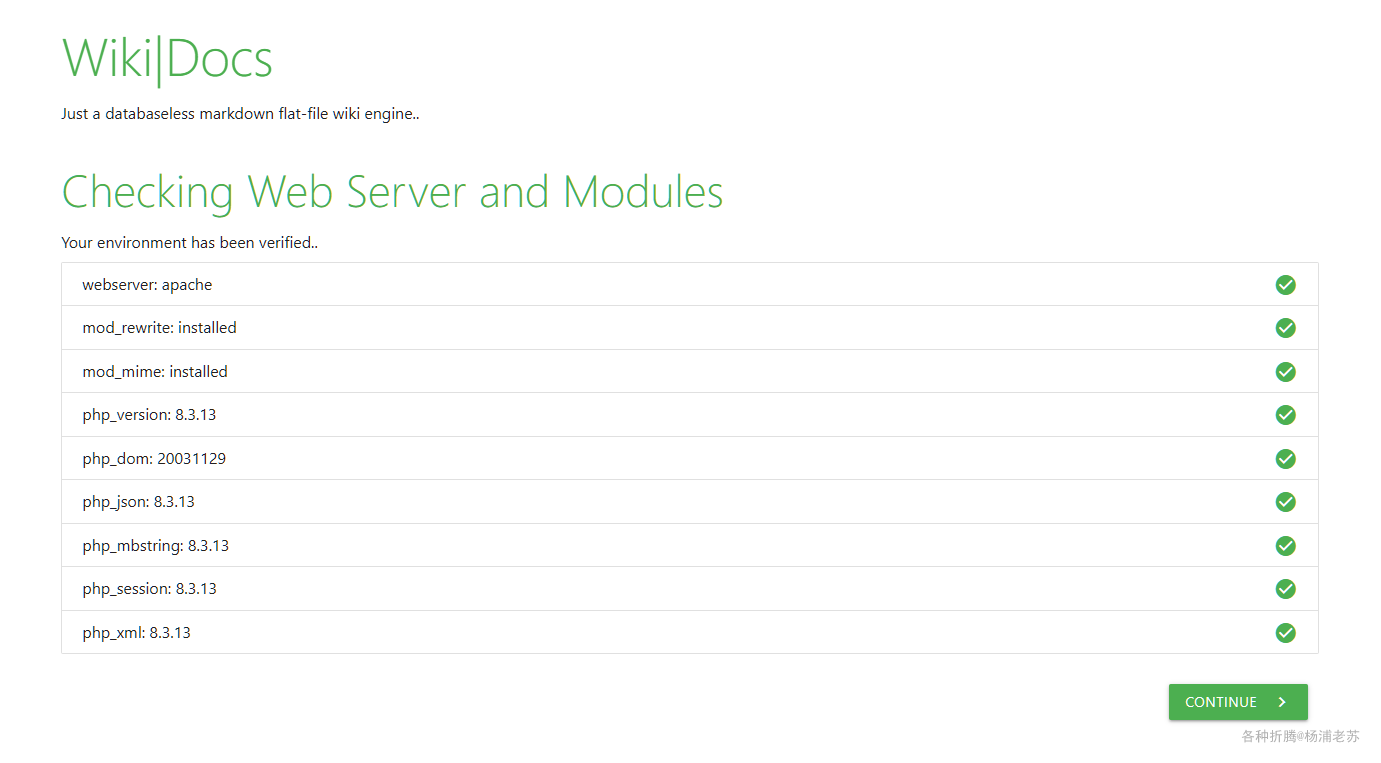 Wiki|Docs
Just a databaseless markdown flat-file wiki engine..
Checking Web Server and Modules
Your environment has been verified..
webserver: apache
mod_rewrite: installed
mod_mime: installed
php_version: 8.3.13
php_dom: 20031129
php_json: 8.3.13
php_mbstring: 8.3.13
php_session: 8.3.13
php_xml: 8.3.13
CONTINUE
各种折腾@杨浦老苏